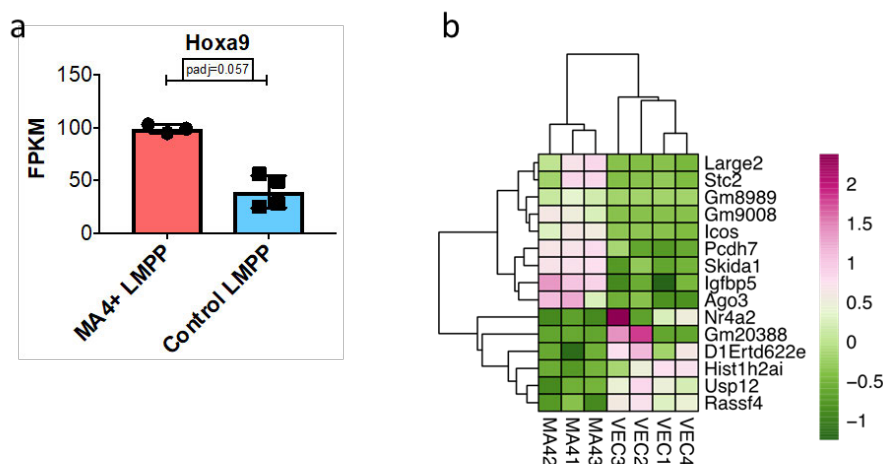 a
Hoxa9
padj=0.057
150
100
50
0
FPKM
MA4+ LMPP
Control LMPP
b
Large2
Stc2
Gm8989
Gm9008
Icos
Pcdh7
Skida1
Igfbp5
Ago3
Nr4a2
Gm20388
D1Ertd622e
Hist1h2ai
Usp12
Rassf4
MA42
MA41
MA43
VEC3
VEC2
VEC1
VEC4
2
1.5
1
0.5
0
−0.5
−1